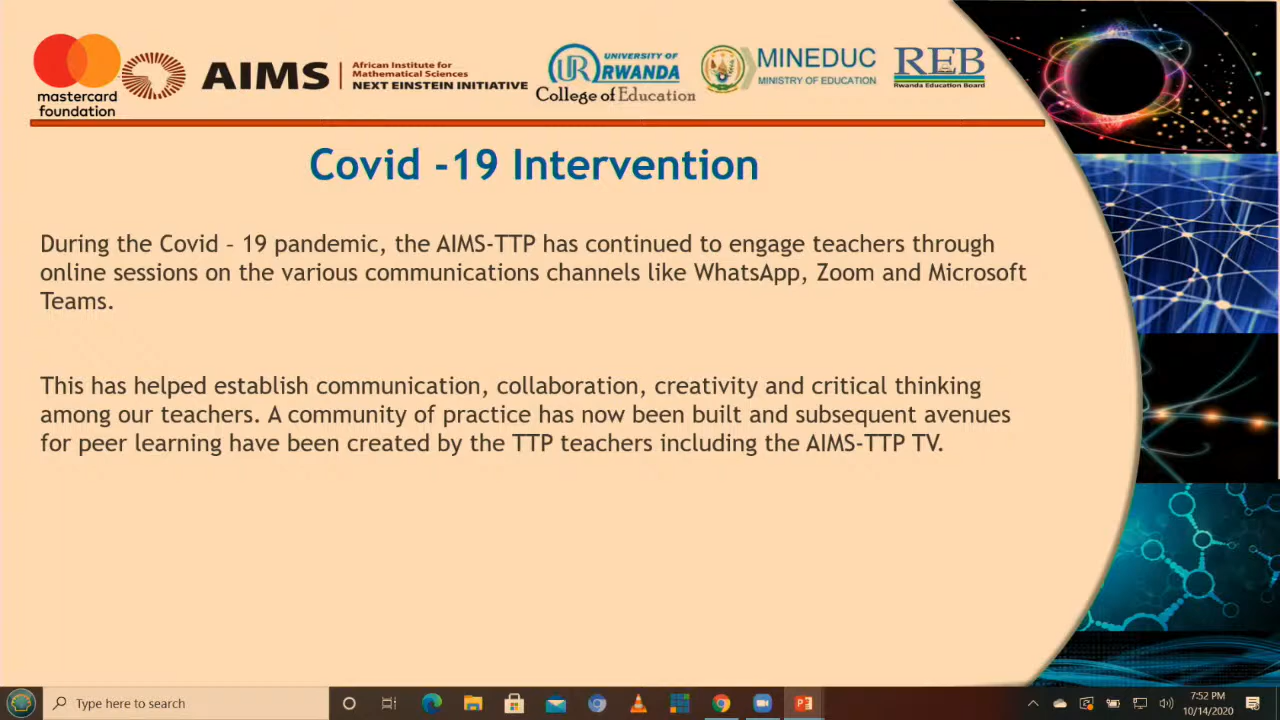 mastercard
foundation
AIMS
African Institute for
Mathematical Sciences
NEXT EINSTEIN INITIATIVE
UR
UNIVERSITY OF
RWANDA
College of Education
MINEDUC
MINISTRY OF EDUCATION
REB
Rwanda Education Board
Covid -19 Intervention
During the Covid – 19 pandemic, the AIMS-TTP has continued to engage teachers through
online sessions on the various communications channels like WhatsApp, Zoom and Microsoft
Teams.
This has helped establish communication, collaboration, creativity and critical thinking
among our teachers. A community of practice has now been built and subsequent avenues
for peer learning have been created by the TTP teachers including the AIMS-TTP TV.
Type here to search
7:52 PM
10/14/2020